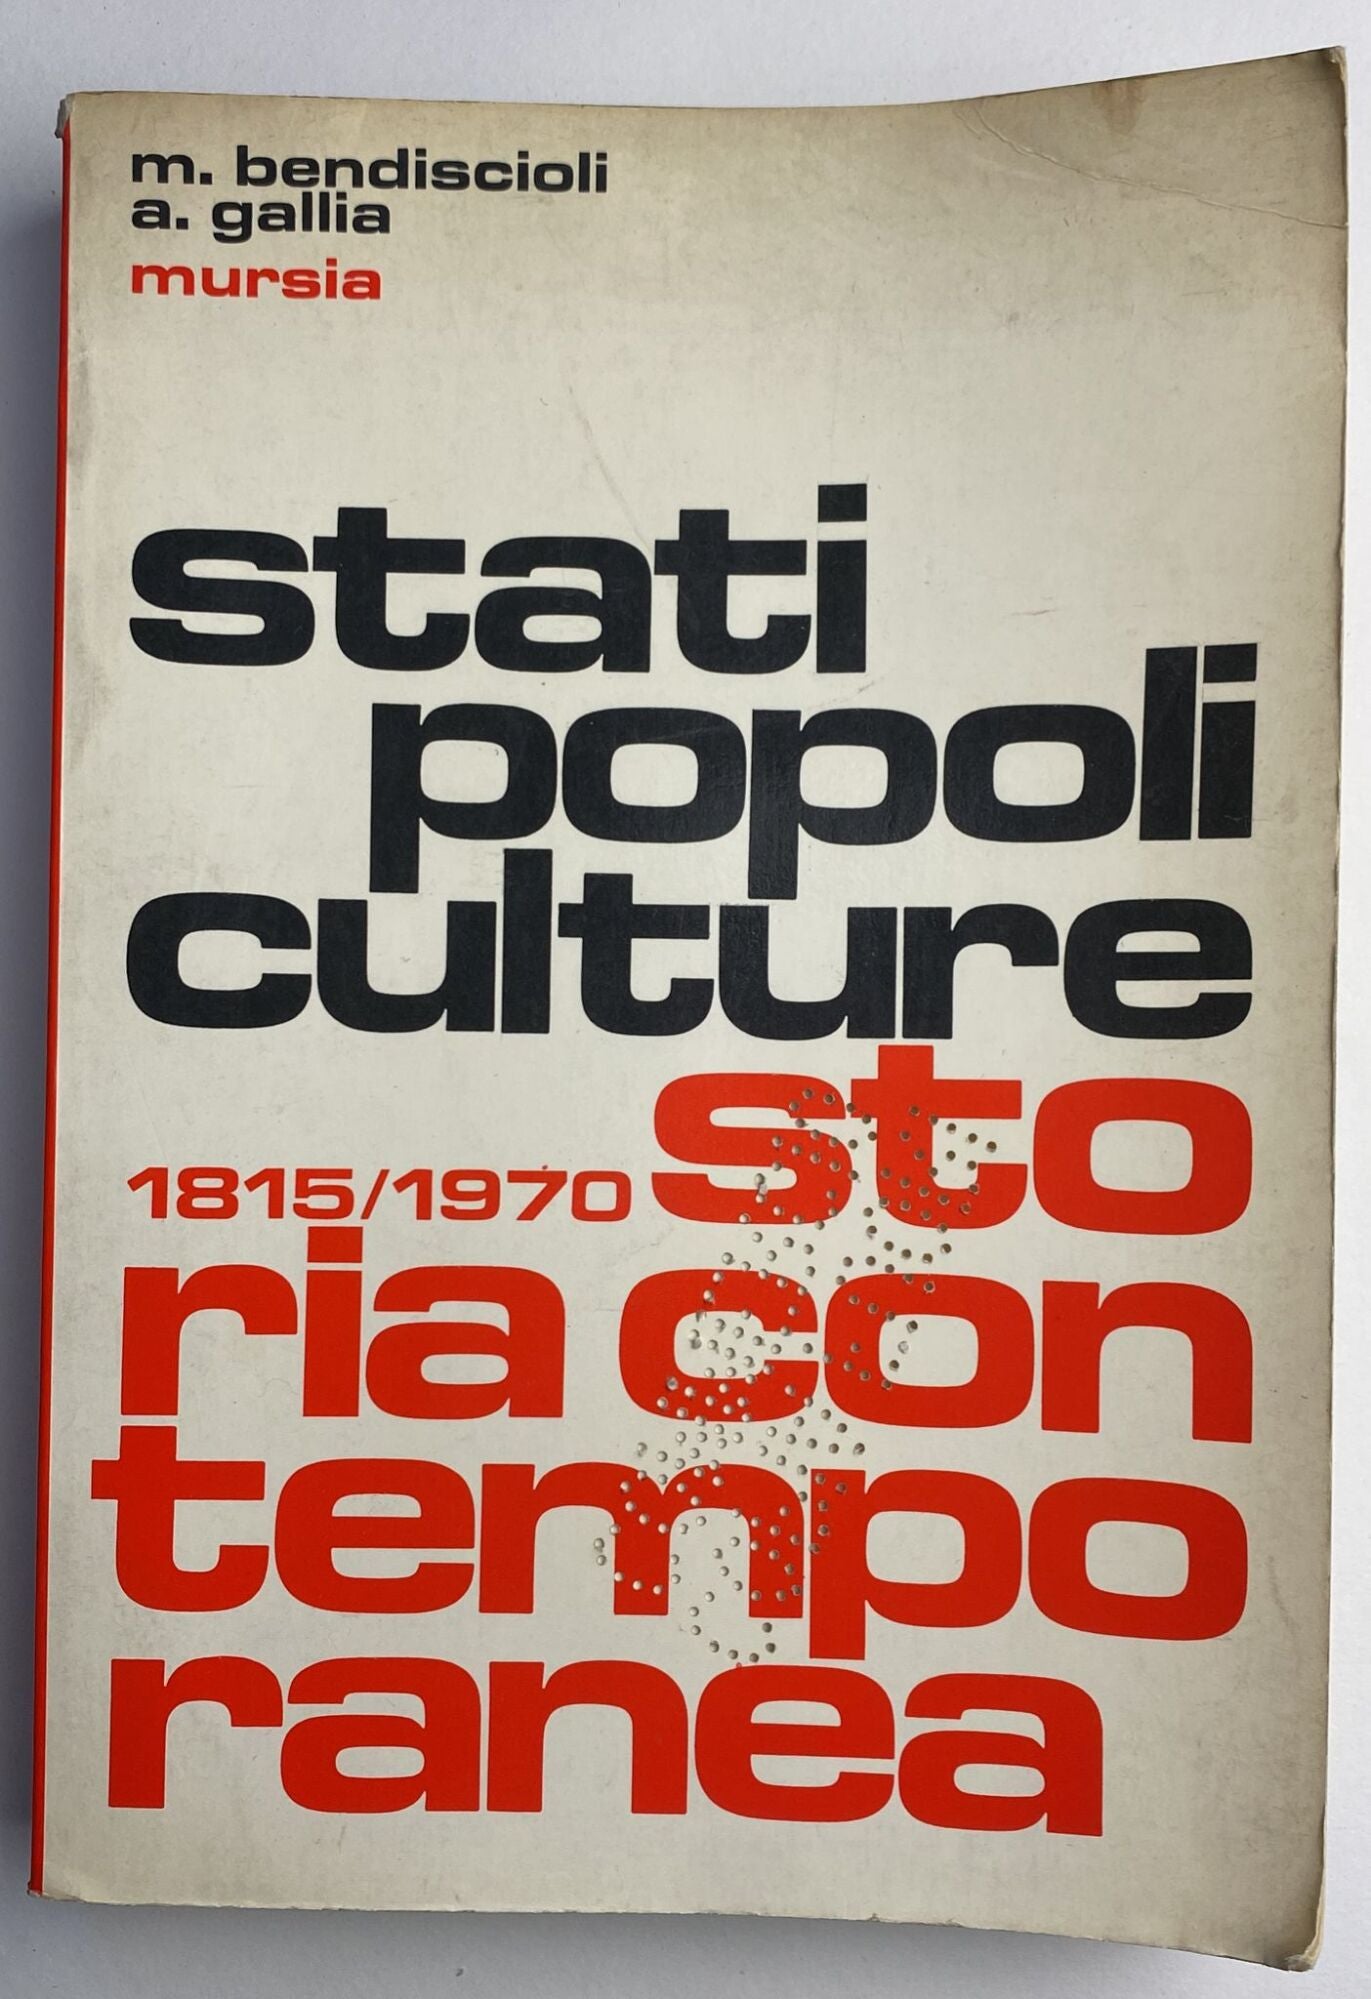 m. bendiscioli
a. gallia
mursia
stati
popoli
culture
1815/1970 sto
ria con
tempo
ranea